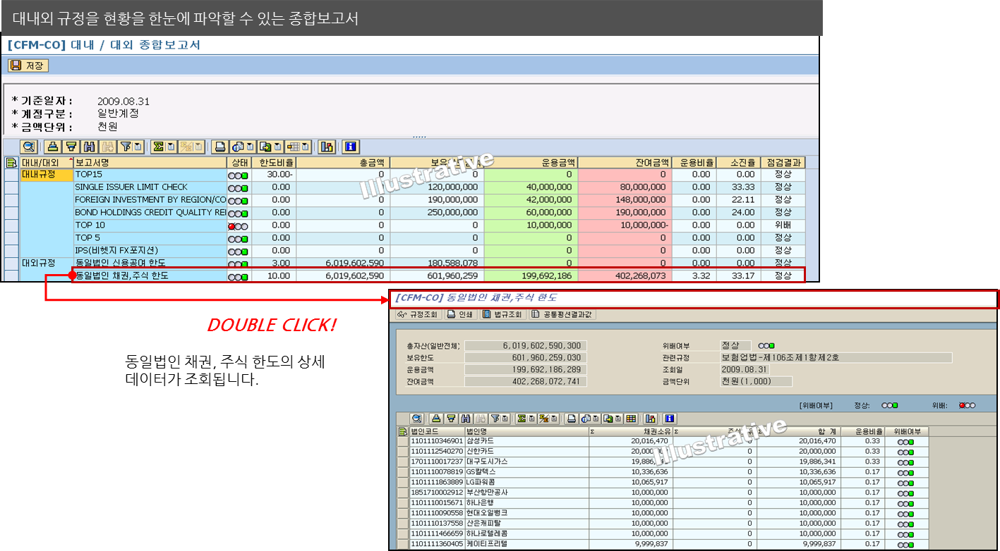 대내외 규정을 현황을 한눈에 파악할 수 있는 종합보고서
[CFM-CO] 대내 / 대외 종합보고서
저장
* 기준일자 : 2009.08.31
* 계정구분 : 일반계정
* 금액단위 : 천원
대내/대외 보고서명 상태 한도비율 총금액 운용금액 잔여금액 운용비율 소진율 점검결과
대내규정 TOP15 30.00- 0 0 0 0 0.00 0.00 정상
SINGLE ISSUER LIMIT CHECK 0.00 0 120,000,000 40,000,000 80,000,000 0.00 33.33 정상
FOREIGN INVESTMENT BY REGION/CO 0.00 0 190,000,000 42,000,000 148,000,000 0.00 22.11 정상
BOND HOLDINGS CREDIT QUALITY REI 0.00 0 250,000,000 60,000,000 190,000,000 0.00 24.00 정상
TOP 10 0.00 0 0 10,000,000 10,000,000- 0.00 0.00 위배
TOP 5 0.00 0 0 0 0 0.00 0.00 정상
IPS(비헷지 FX포지션) 0.00 0 0 0 0 0.00 0.00 정상
대외규정 동일법인 신용공여 한도 3.00 6,019,602,590 180,588,078 0 0 0.00 0.00 정상
동일법인 채권,주식 한도 10.00 6,019,602,590 601,960,259 199,692,186 402,268,073 3.32 33.17 정상
Illustrative
DOUBLE CLICK!
동일법인 채권, 주식 한도의 상세
데이터가 조회됩니다.
[CFM-CO] 동일법인 채권,주식 한도
규정조회 인쇄 법규조회 공통펑션결과값
총자산(일반전체) 6,019,602,590,300 위배여부 정상
보유한도 601,960,259,030 관련규정 보험업법-제106조제1항제2호
운용금액 199,692,186,289 조회일 2009.08.31
잔여금액 402,268,072,741 금액단위 천원(1,000)
[위배여부] 정상: 위배:
법인코드 법인명 Σ 채권소유 Σ 합 계 운용비율 위배여부
1101110346901 삼성카드 20,016,470 0 20,016,470 0.33
1101112540270 신한카드 0 20,000,000 0.33
1701110017237 대구도시가스 0 19,886,341 0.33
1101110078819 GS칼텍스 10,336,636 0 10,336,636 0.17
1101111863889 LG파워콤 10,065,917 0 10,065,917 0.17
1851710002912 부산항만공사 10,000,000 0 10,000,000 0.17
1101110015671 하나은행 10,000,000 0 10,000,000 0.17
1101110090558 현대오일뱅크 10,000,000 0 10,000,000 0.17
1101110137558 산은캐피탈 10,000,000 0 10,000,000 0.17
1101111466659 하나로텔레콤 10,000,000 0 10,000,000 0.17
1101111360405 케이티프리텔 9,999,837 0 9,999,837 0.17
Illustrative